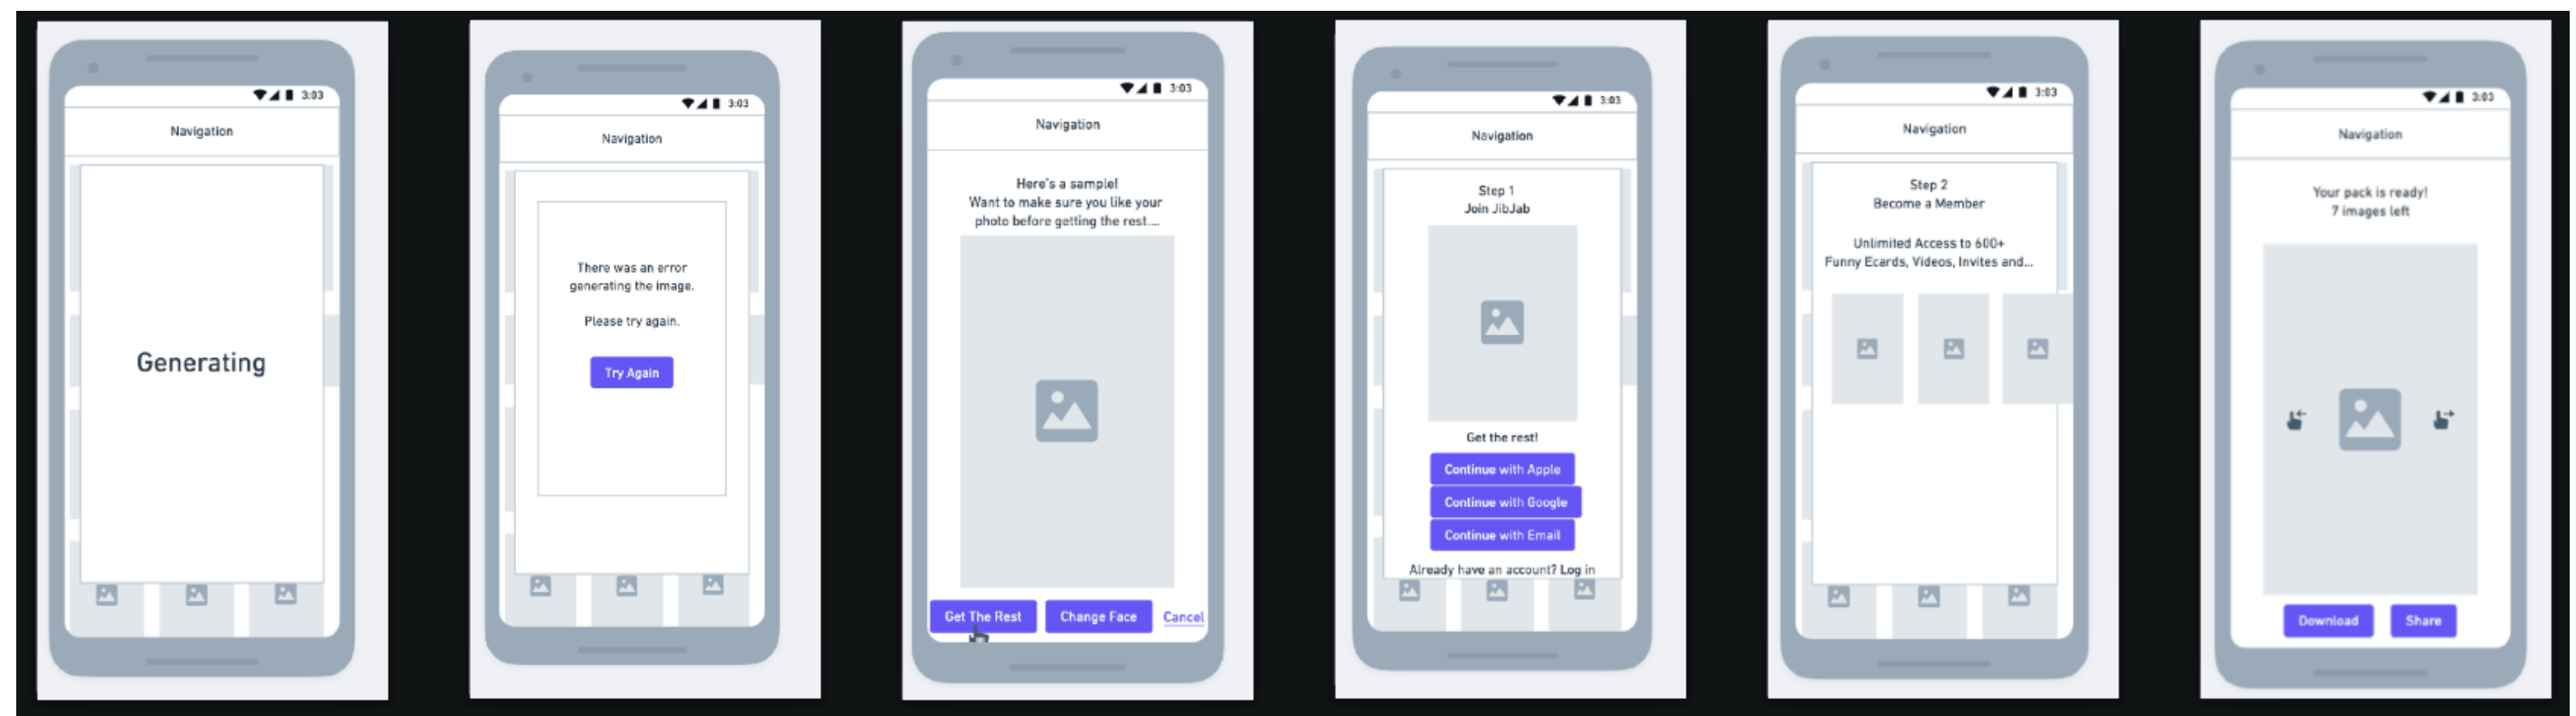 3:03
Navigation
Generating
3:03
Navigation
There was an error
generating the image.
Please try again.
Try Again
3:03
Navigation
Here's a sample!
Want to make sure you like your
photo before getting the rest....
Get The Rest
Change Face
Cancel
3:03
Navigation
Step 1
Join JibJab
Get the rest!
Continue with Apple
Continue with Google
Continue with Email
Already have an account? Log in
3:03
Navigation
Step 2
Become a Member
Unlimited Access to 600+
Funny Ecards, Videos, Invites and...
3:03
Navigation
Your pack is ready!
7 images left
Download
Share